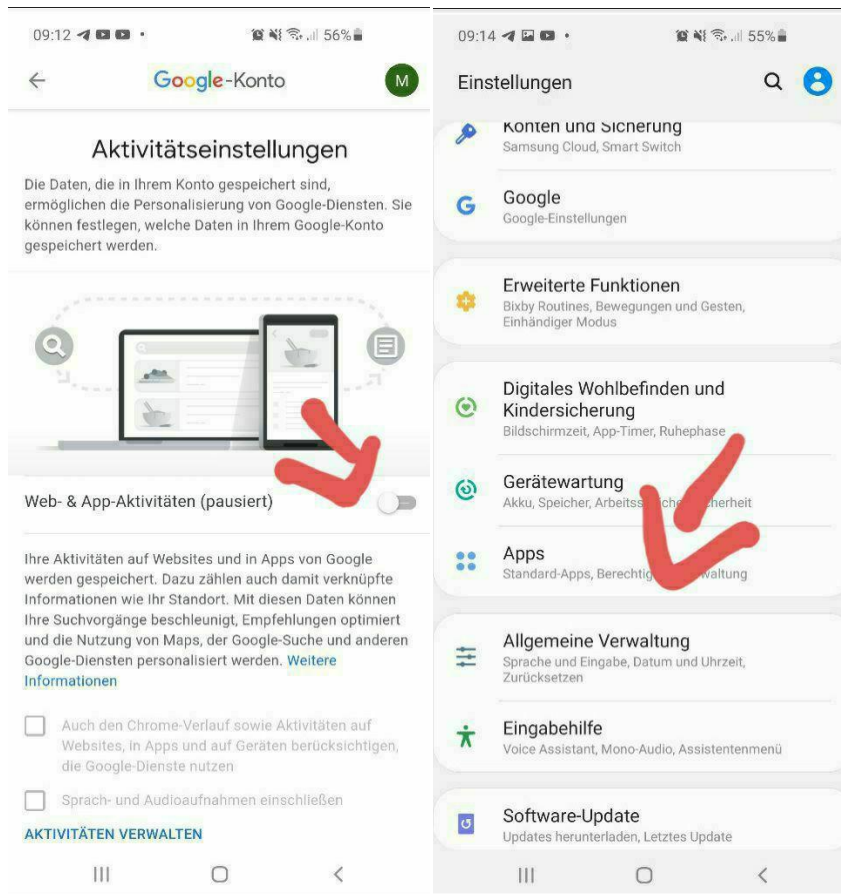 09:12 56%
Google-Konto
M
Aktivitätseinstellungen
Die Daten, die in Ihrem Konto gespeichert sind,
ermöglichen die Personalisierung von Google-Diensten. Sie
können festlegen, welche Daten in Ihrem Google-Konto
gespeichert werden.
Web- & App-Aktivitäten (pausiert)
Ihre Aktivitäten auf Websites und in Apps von Google
werden gespeichert. Dazu zählen auch damit verknüpfte
Informationen wie Ihr Standort. Mit diesen Daten können
Ihre Suchvorgänge beschleunigt, Empfehlungen optimiert
und die Nutzung von Maps, der Google-Suche und anderen
Google-Diensten personalisiert werden. Weitere
Informationen
Auch den Chrome-Verlauf sowie Aktivitäten auf
Websites, in Apps und auf Geräten berücksichtigen,
die Google-Dienste nutzen
Sprach- und Audioaufnahmen einschließen
AKTIVITÄTEN VERWALTEN
09:14 55%
Einstellungen
Konten und Sicherung
Samsung Cloud, Smart Switch
G
Google
Google-Einstellungen
Erweiterte Funktionen
Bixby Routines, Bewegungen und Gesten,
Einhändiger Modus
Digitales Wohlbefinden und
Kindersicherung
Bildschirmzeit, App-Timer, Ruhephase
Gerätewartung
Akku, Speicher,
Apps
Standard-Apps,
Allgemeine Verwaltung
Sprache und Eingabe, Datum und Uhrzeit,
Zurücksetzen
Eingabehilfe
Voice Assistant, Mono-Audio, Assistentenmenü
Software-Update
Updates herunterladen, Letztes Update